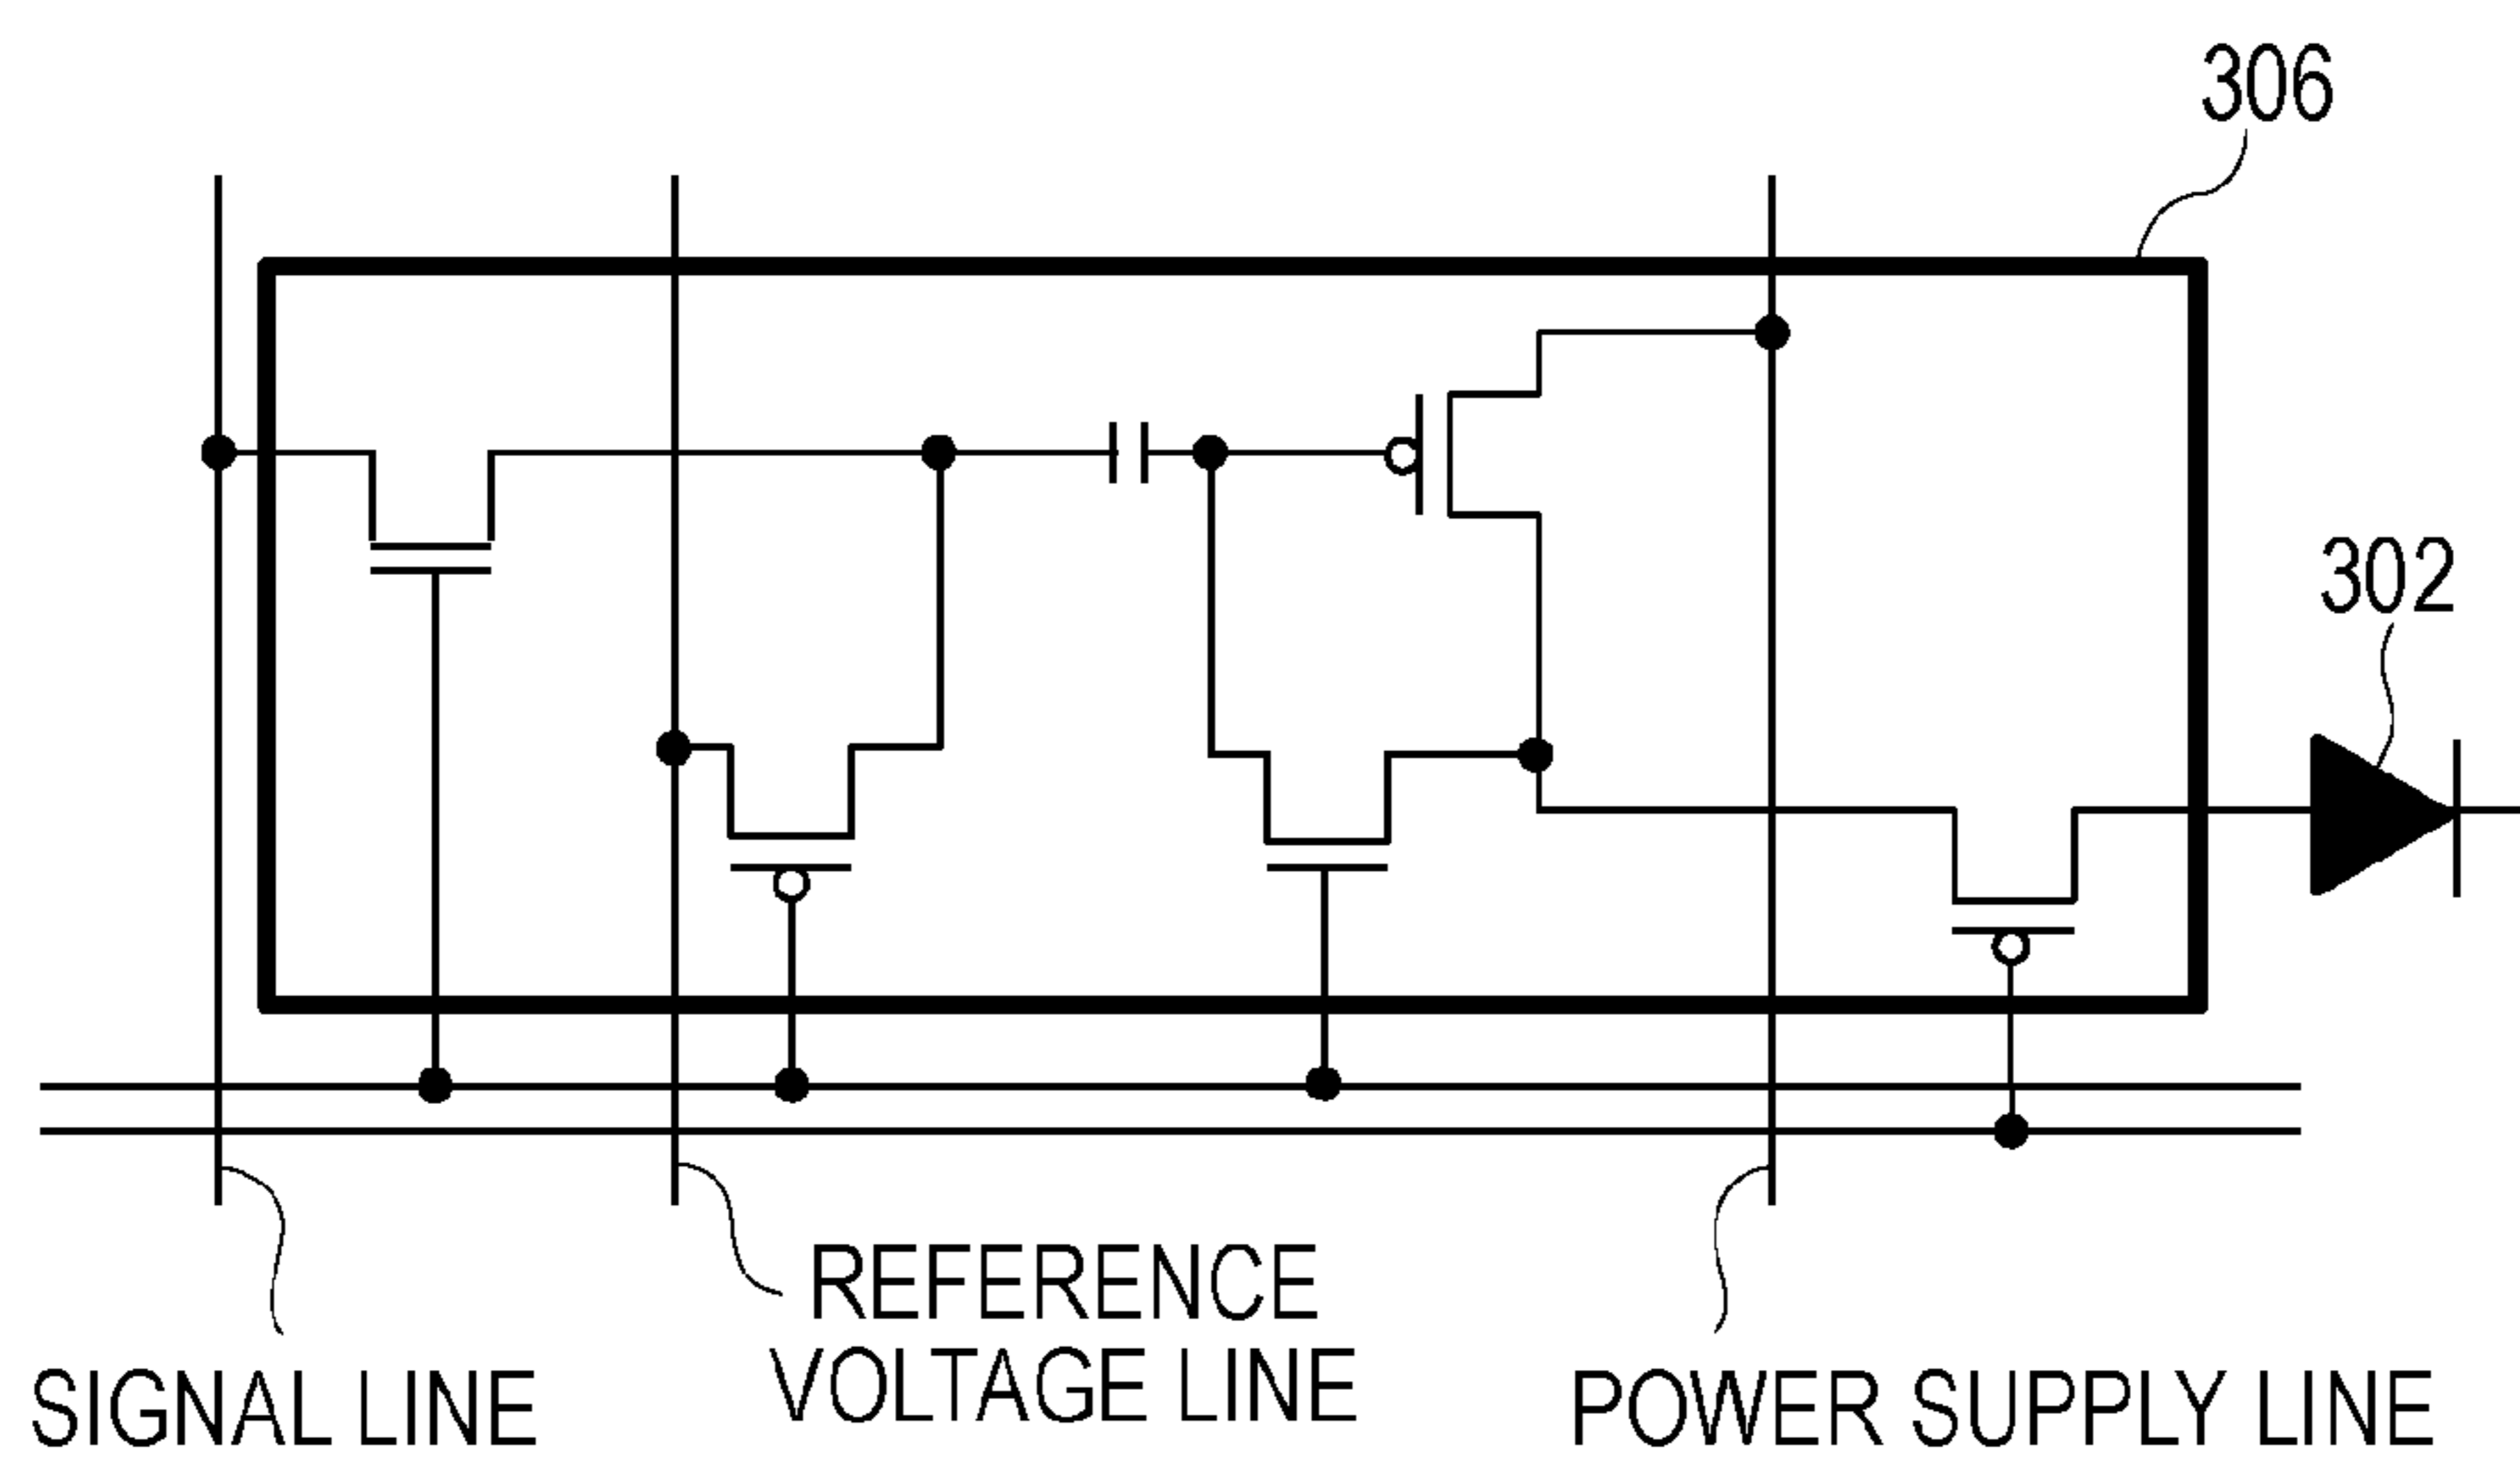 306
302
REFERENCE
VOLTAGE LINE
SIGNAL LINE
POWER SUPPLY LINE